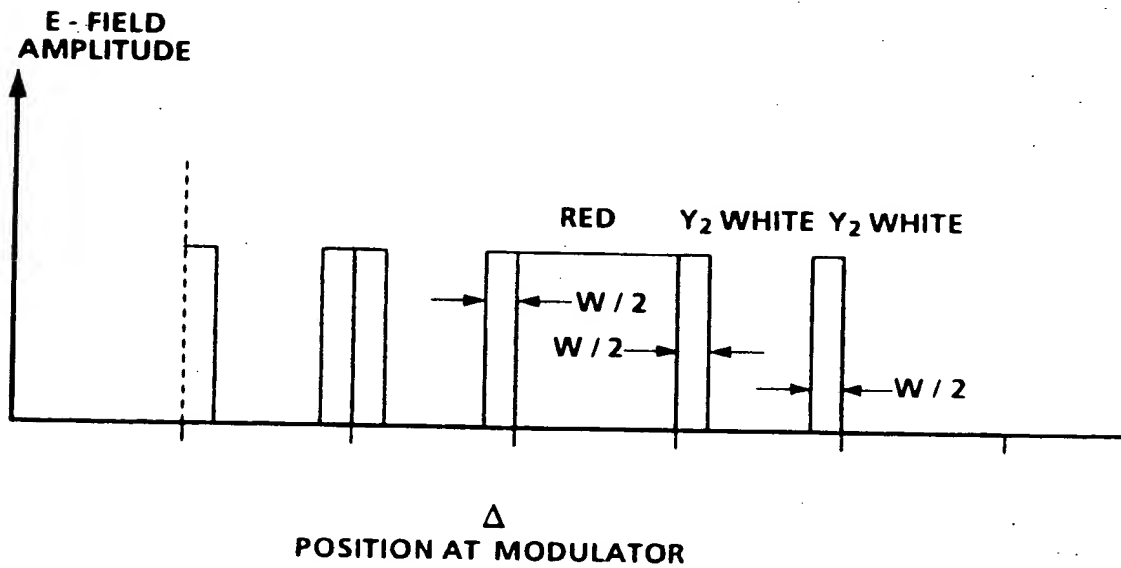 E - FIELD
AMPLITUDE
RED
Y₂ WHITE
Y₂ WHITE
W / 2
W / 2
W / 2
Δ
POSITION AT MODULATOR